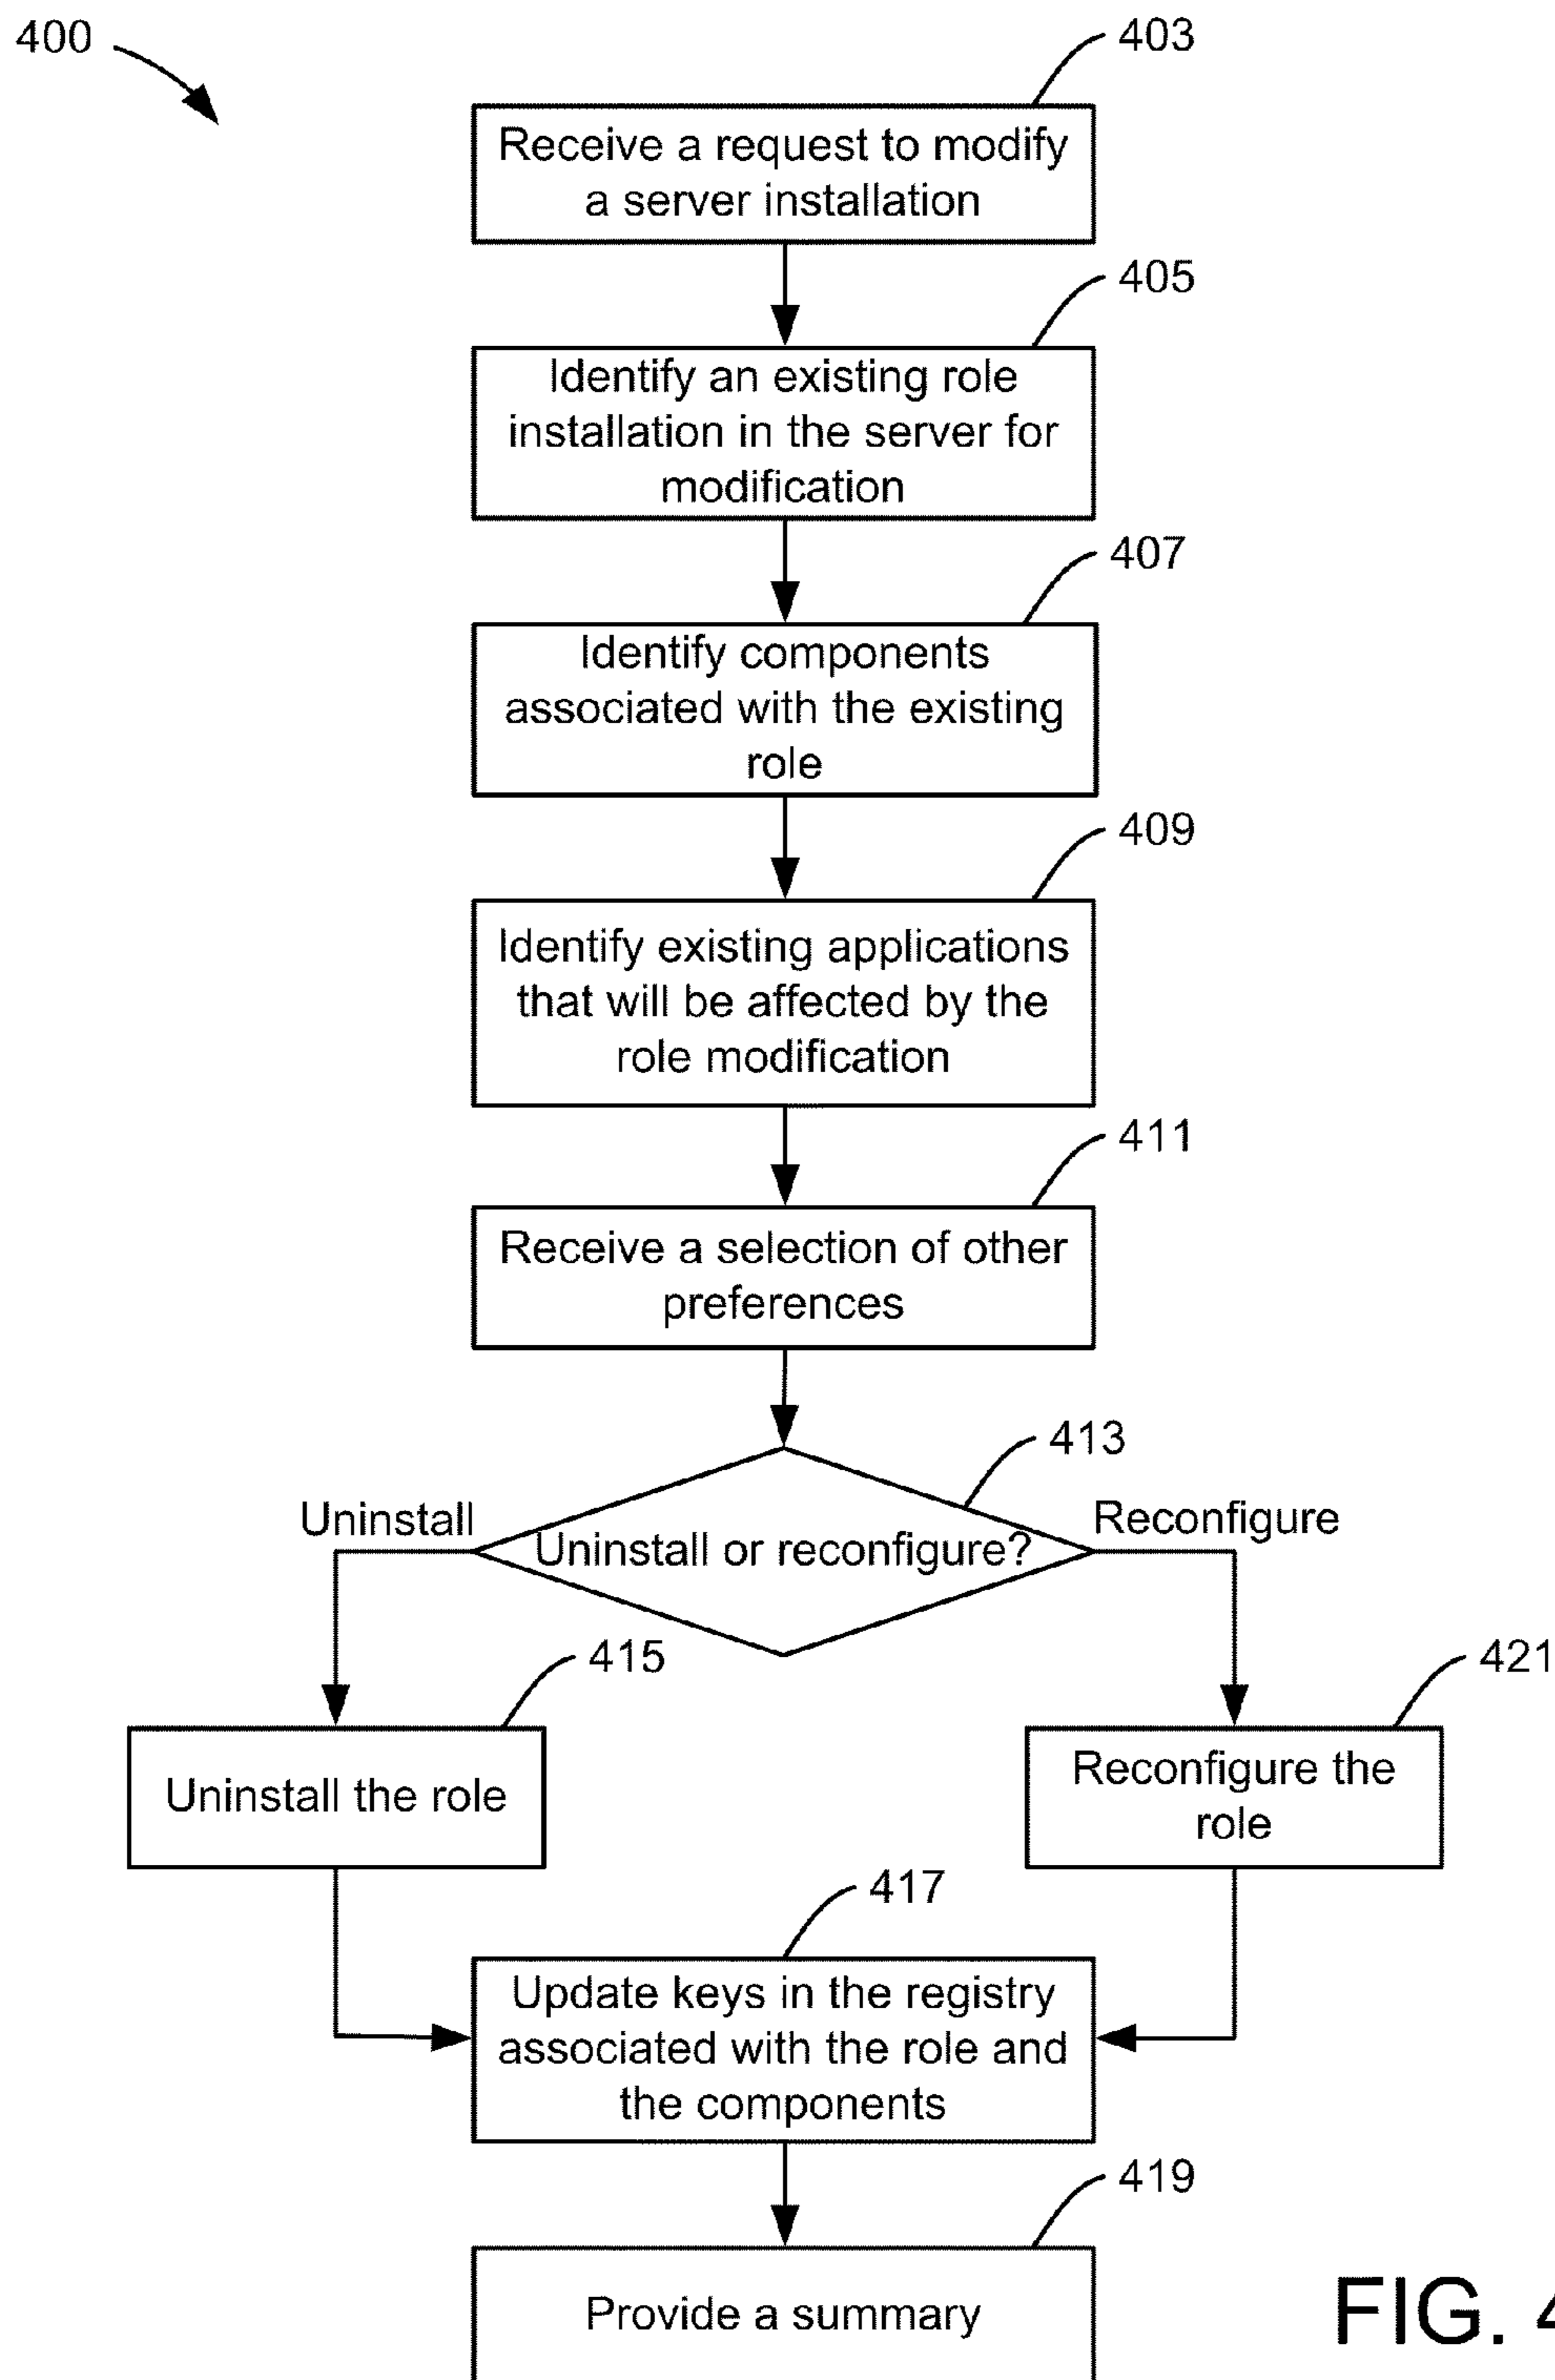 400
403
Receive a request to modify
a server installation
405
Identify an existing role
installation in the server for
modification
407
Identify components
associated with the existing
role
409
Identify existing applications
that will be affected by the
role modification
411
Receive a selection of other
preferences
413
Uninstall
Reconfigure
Uninstall or reconfigure?
415
421
Uninstall the role
Reconfigure the
role
417
Update keys in the registry
associated with the role and
the components
419
Provide a summary
FIG. 4